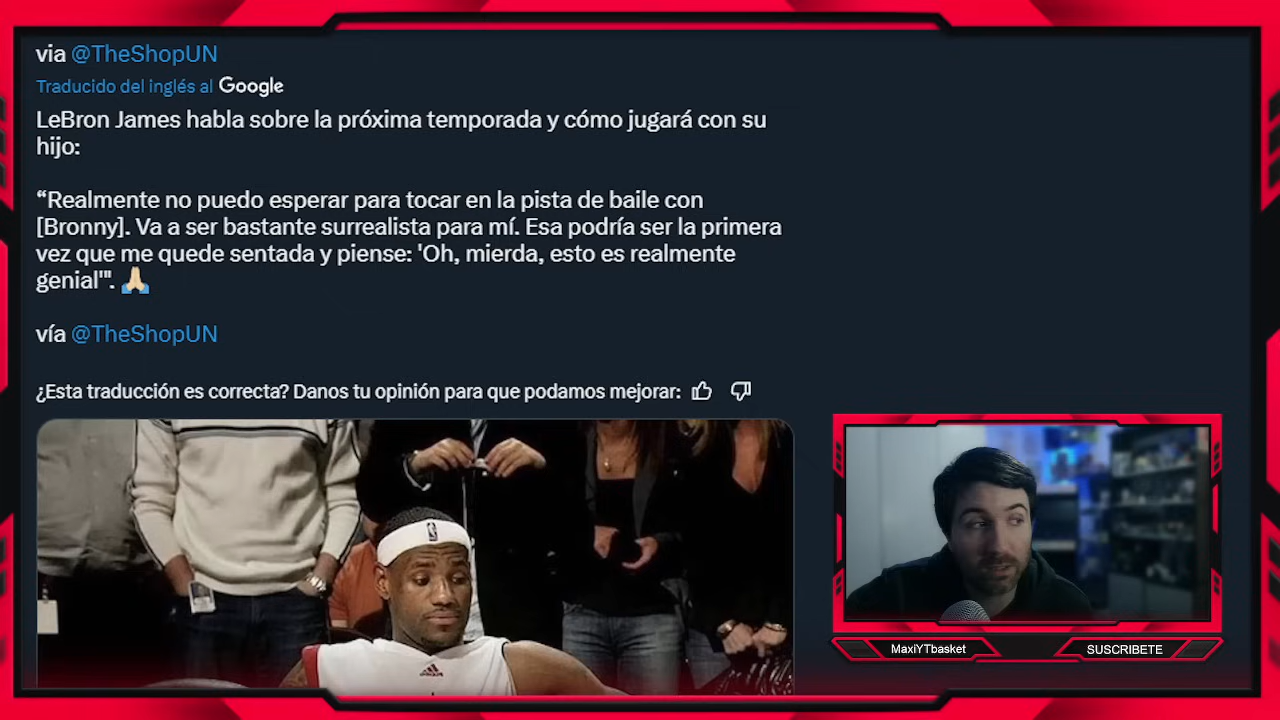 via @TheShopUN
Traducido del inglés al Google
LeBron James habla sobre la próxima temporada y cómo jugará con su
hijo:
“Realmente no puedo esperar para tocar en la pista de baile con
[Bronny]. Va a ser bastante surrealista para mí. Esa podría ser la primera
vez que me quede sentada y piense: 'Oh, mierda, esto es realmente
genial'". 🙏🏼
vía @TheShopUN
¿Esta traducción es correcta? Danos tu opinión para que podamos mejorar:
MaxiYTbasket
SUSCRIBETE